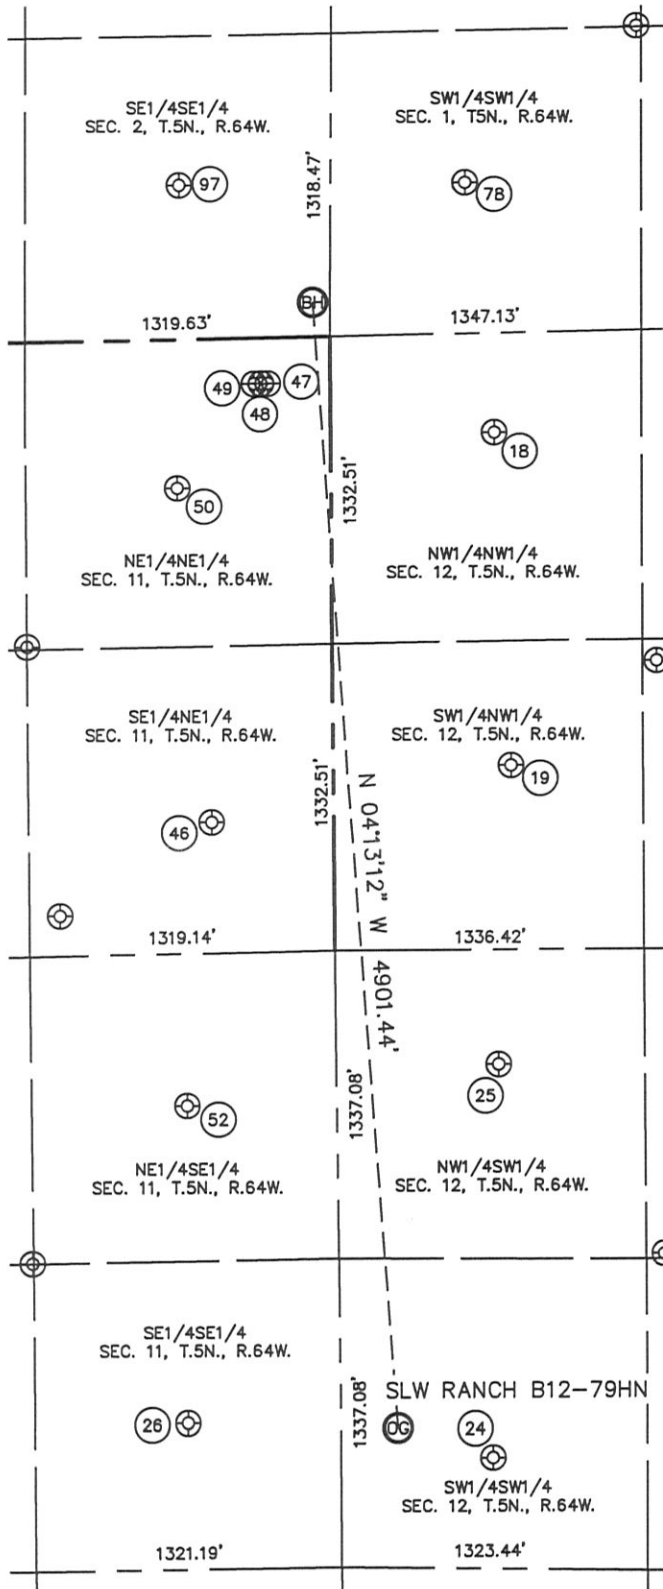 SE1/4SE1/4
SEC. 2, T.5N., R.64W.
SW1/4SW1/4
SEC. 1, T5N., R.64W.
97
1318.47'
78
BH
1319.63'
1347.13'
49
47
48
18
50
1332.51'
NE1/4NE1/4
SEC. 11, T.5N., R.64W.
NW1/4NW1/4
SEC. 12, T.5N., R.64W.
SE1/4NE1/4
SEC. 11, T.5N., R.64W.
SW1/4NW1/4
SEC. 12, T.5N., R.64W.
19
1332.51'
46
N 04°13'12" W 4901.44'
1319.14'
1336.42'
25
52
1337.08'
NE1/4SE1/4
SEC. 11, T.5N., R.64W.
NW1/4SW1/4
SEC. 12, T.5N., R.64W.
SE1/4SE1/4
SEC. 11, T.5N., R.64W.
SLW RANCH B12-79HN
26
1337.08'
OG
24
SW1/4SW1/4
SEC. 12, T.5N., R.64W.
1321.19'
1323.44'